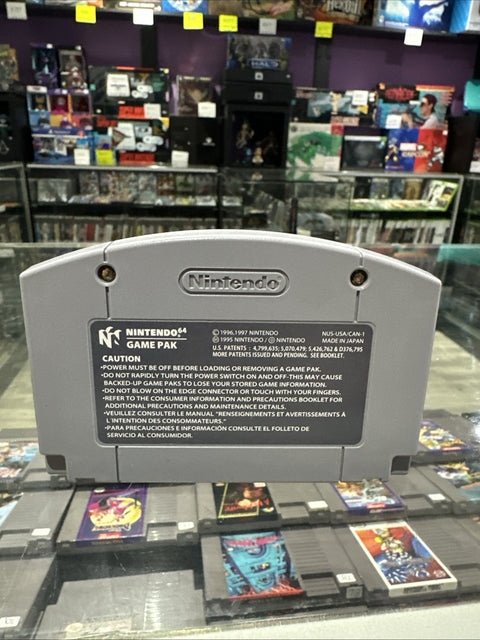 HALO
CAPCOM
Nintendo
N NINTENDO64
GAME PAK
©1996,1997 NINTENDO
Ⓜ1995 NINTENDO / Ⓓ NINTENDO
NUS-USA/CAN-1
MADE IN JAPAN
U.S. PATENTS : 4,799,635; 5,070,479; 5,426,762 & D376,795
MORE PATENTS ISSUED AND PENDING. SEE BOOKLET.
CAUTION
•POWER MUST BE OFF BEFORE LOADING OR REMOVING A GAME PAK.
•DO NOT RAPIDLY TURN THE POWER SWITCH ON AND OFF-THIS MAY CAUSE
BACKED-UP GAME PAKS TO LOSE YOUR STORED GAME INFORMATION.
•DO NOT BLOW ON THE EDGE CONNECTOR OR TOUCH WITH YOUR FINGERS.
•REFER TO THE CONSUMER INFORMATION AND PRECAUTIONS BOOKLET FOR
ADDITIONAL PRECAUTIONS AND MAINTENANCE DETAILS.
•VEUILLEZ CONSULTER LE MANUEL "RENSEIGNEMENTS ET AVERTISSEMENTS À
L'INTENTION DES CONSOMMATEURS."
•PARA PRECAUCIONES E INFORMACIÓN CONSULTE EL FOLLETO DE
SERVICIO AL CONSUMIDOR.